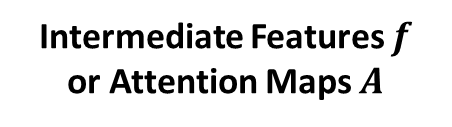 Intermediate Features f
or Attention Maps A